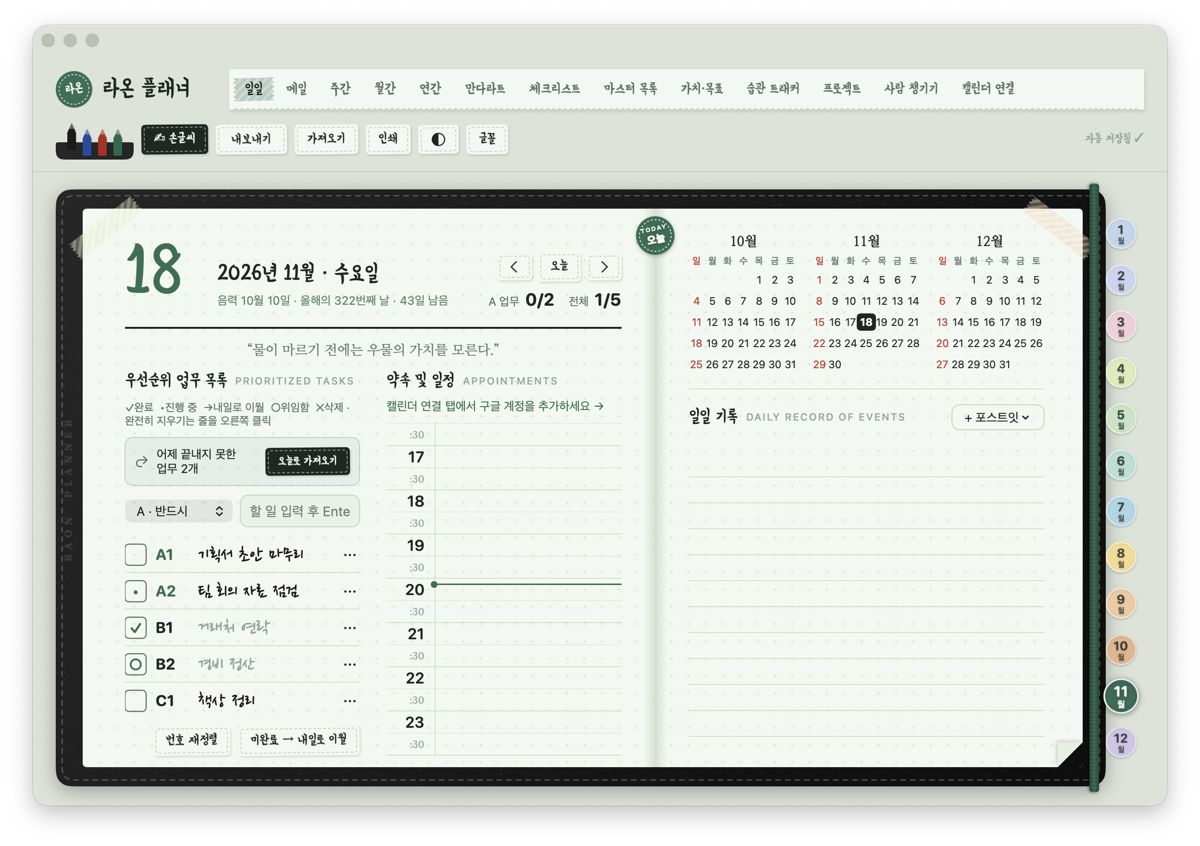 라온 라온 플래너
일일 메일 주간 월간 연간 만다라트 체크리스트 마스터 목록 가치·목표 습관 트래커 프로젝트 사람 챙기기 캘린더 연결
✍ 손글씨 내보내기 가져오기 인쇄 글꼴 자동 저장됨 ✓
RAON PLANNER
18
2026년 11월 · 수요일
음력 10월 10일 · 올해의 322번째 날 · 43일 남음
오늘
A 업무 0/2 전체 1/5
“물이 마르기 전에는 우물의 가치를 모른다.”
우선순위 업무 목록 PRIORITIZED TASKS
✓완료 •진행 중 →내일로 이월 ○위임함 ✕삭제 ·
완전히 지우기는 줄을 오른쪽 클릭
어제 끝내지 못한
업무 2개
오늘로 가져오기
A · 반드시 할 일 입력 후 Ente
A1 기획서 초안 마무리 ···
A2 팀 회의 자료 점검 ···
B1 거래처 연락 ···
B2 경비 정산 ···
C1 책상 정리 ···
번호 재정렬 미완료 → 내일로 이월
약속 및 일정 APPOINTMENTS
캘린더 연결 탭에서 구글 계정을 추가하세요 →
:30
17
:30
18
:30
19
:30
20
:30
21
:30
22
:30
23
:30
TODAY
오늘
10월
일 월 화 수 목 금 토
1 2 3
4 5 6 7 8 9 10
11 12 13 14 15 16 17
18 19 20 21 22 23 24
25 26 27 28 29 30 31
11월
일 월 화 수 목 금 토
1 2 3 4 5 6 7
8 9 10 11 12 13 14
15 16 17 18 19 20 21
22 23 24 25 26 27 28
29 30
12월
일 월 화 수 목 금 토
1 2 3 4 5
6 7 8 9 10 11 12
13 14 15 16 17 18 19
20 21 22 23 24 25 26
27 28 29 30 31
일일 기록 DAILY RECORD OF EVENTS
+ 포스트잇
1
월
2
월
3
월
4
월
5
월
6
월
7
월
8
월
9
월
10
월
11
월
12
월